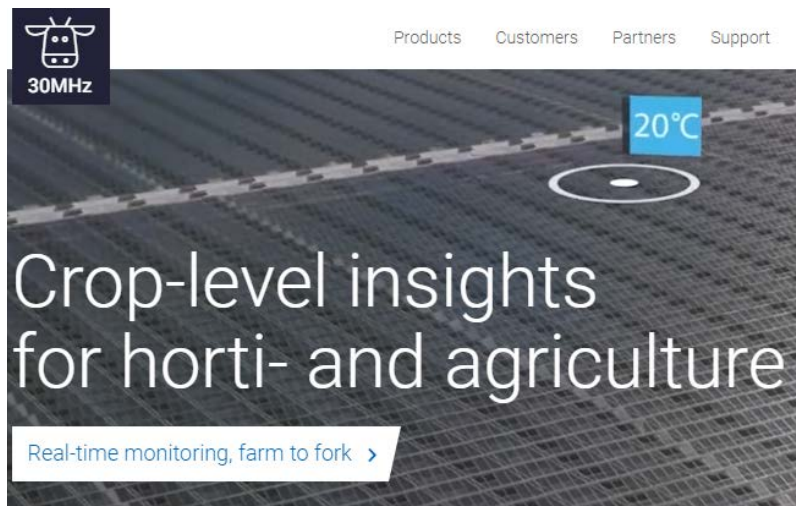 30MHz
Products Customers Partners Support
20°C
Crop-level insights
for horti- and agriculture
Real-time monitoring, farm to fork >